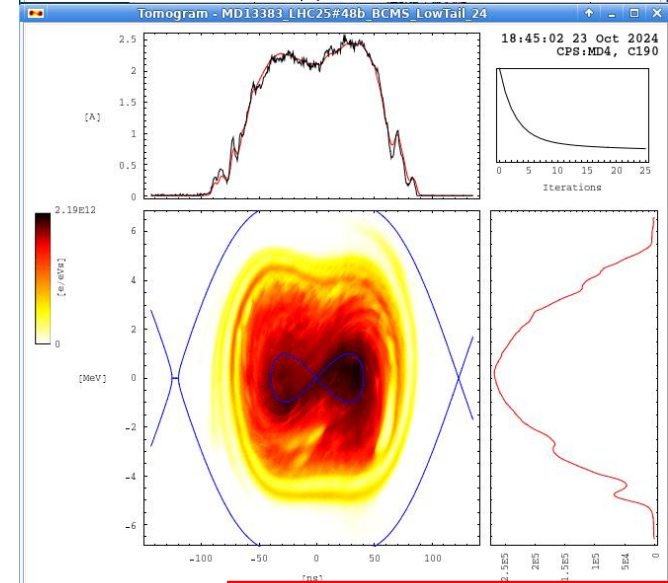 Tomogram - MD13383_LHC25#48b_BCMS_LowTail_24
18:45:02 23 Oct 2024
CPS:MD4, C190
2.5
2
1.5
1
0.5
0
[A]
0 5 10 15 20 25
Iterations
2.19E12
[e/eVs]
0
6
4
2
0
-2
-4
-6
[MeV]
-100 -50 0 50 100
[ns]
2.5E5 2E5 1.5E5 1E5 5E4 0